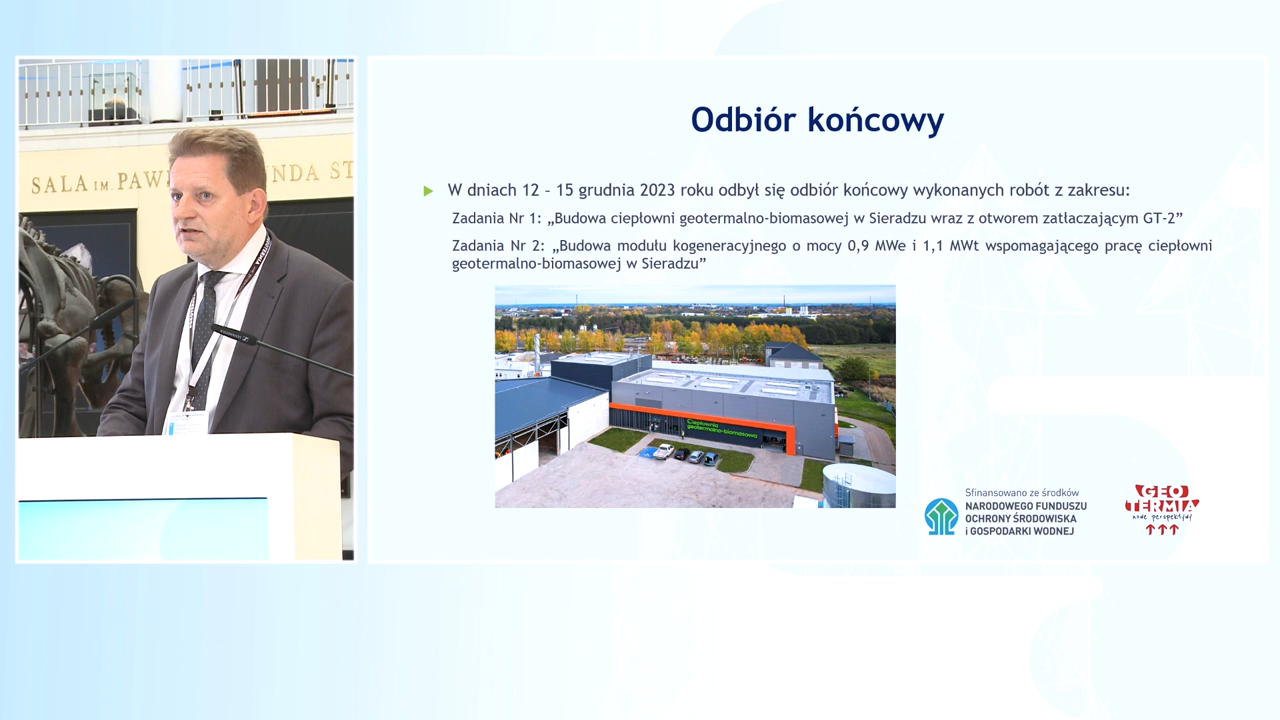 SALA IM. PAW
UNDA ST
Odbiór końcowy
W dniach 12 – 15 grudnia 2023 roku odbył się odbiór końcowy wykonanych robót z zakresu:
Zadania Nr 1: „Budowa ciepłowni geotermalno-biomasowej w Sieradzu wraz z otworem zatłaczającym GT-2”
Zadania Nr 2: „Budowa modułu kogeneracyjnego o mocy 0,9 MWe i 1,1 MWt wspomagającego pracę ciepłowni
geotermalno-biomasowej w Sieradzu”
Ciepłownia
geotermalno-biomasowa
Sfinansowano ze środków
NARODOWEGO FUNDUSZU
OCHRONY ŚRODOWISKA
i GOSPODARKI WODNEJ
GEO
TERMIA
nowe perspektywy